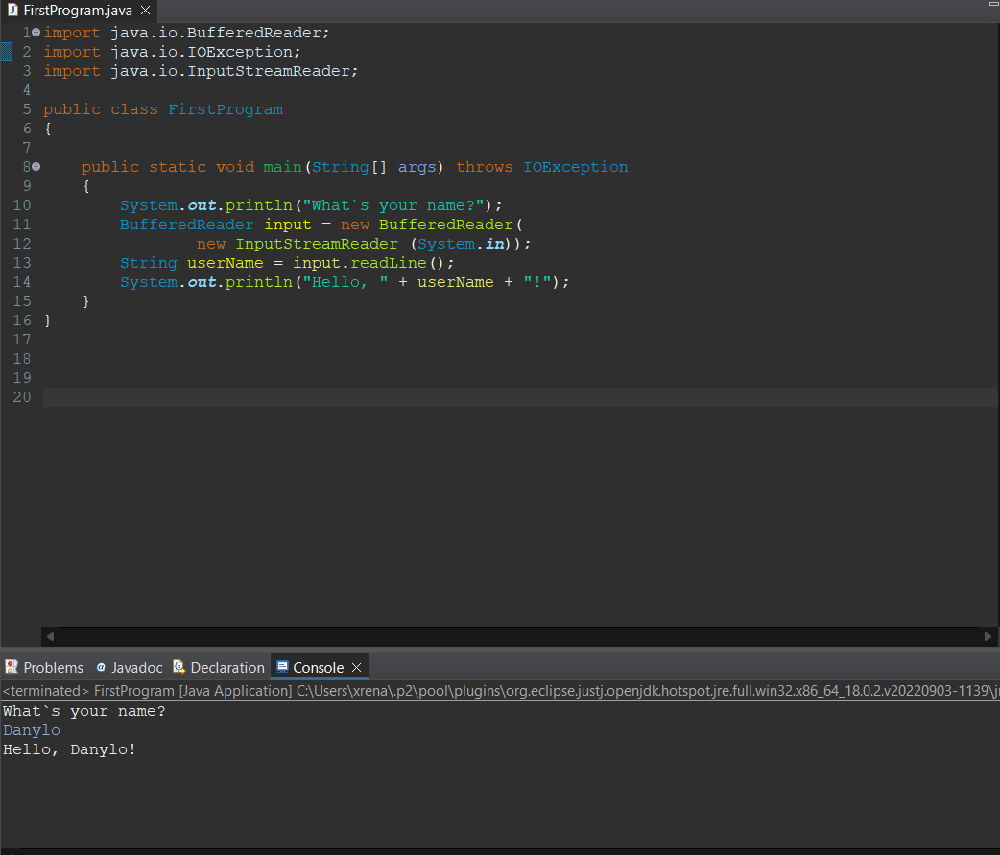 FirstProgram.java
1 import java.io.BufferedReader;
2 import java.io.IOException;
3 import java.io.InputStreamReader;
4
5 public class FirstProgram
6 {
7
8     public static void main(String[] args) throws IOException
9     {
10         System.out.println("What`s your name?");
11         BufferedReader input = new BufferedReader(
12                 new InputStreamReader (System.in));
13         String userName = input.readLine();
14         System.out.println("Hello, " + userName + "!");
15     }
16 }
17
18
19
20
Problems @ Javadoc Declaration Console
<terminated> FirstProgram [Java Application] C:\Users\xrena\.p2\pool\plugins\org.eclipse.justj.openjdk.hotspot.jre.full.win32.x86_64_18.0.2.v20220903-1139\j
What`s your name?
Danylo
Hello, Danylo!